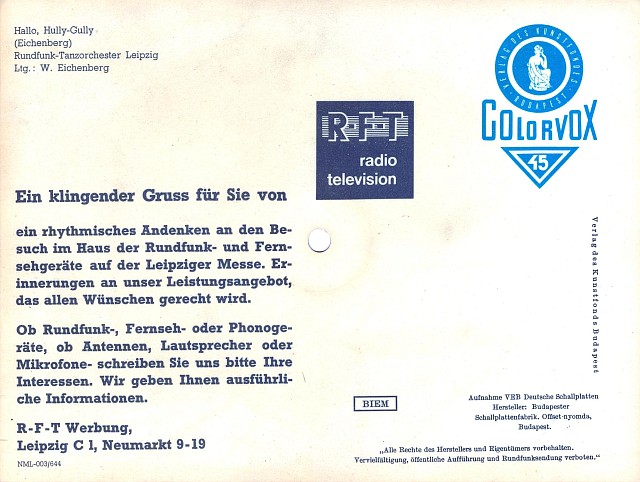 Hallo, Hully-Gully
(Eichenberg)
Rundfunk-Tanzorchester Leipzig
Ltg.: W. Eichenberg
VERLAG DES KUNSTFONDES
· BUDAPEST ·
COLORVOX
45
R-F-T
radio
television
Ein klingender Gruss für Sie von
ein rhythmisches Andenken an den Be-
such im Haus der Rundfunk- und Fern-
sehgeräte auf der Leipziger Messe. Er-
innerungen an unser Leistungsangebot,
das allen Wünschen gerecht wird.
Ob Rundfunk-, Fernseh- oder Phonoge-
räte, ob Antennen, Lautsprecher oder
Mikrofone- schreiben Sie uns bitte Ihre
Interessen. Wir geben Ihnen ausführli-
che Informationen.
R-F-T Werbung,
Leipzig C 1, Neumarkt 9-19
NML-003/644
Verlag des Kunstfonds Budapest
BIEM
Aufnahme VEB Deutsche Schallplatten
Hersteller: Budapester
Schallplattenfabrik. Offset-nyomda,
Budapest.
„Alle Rechte des Herstellers und Eigentümers vorbehalten.
Vervielfältigung, öffentliche Aufführung und Rundfunksendung verboten.“